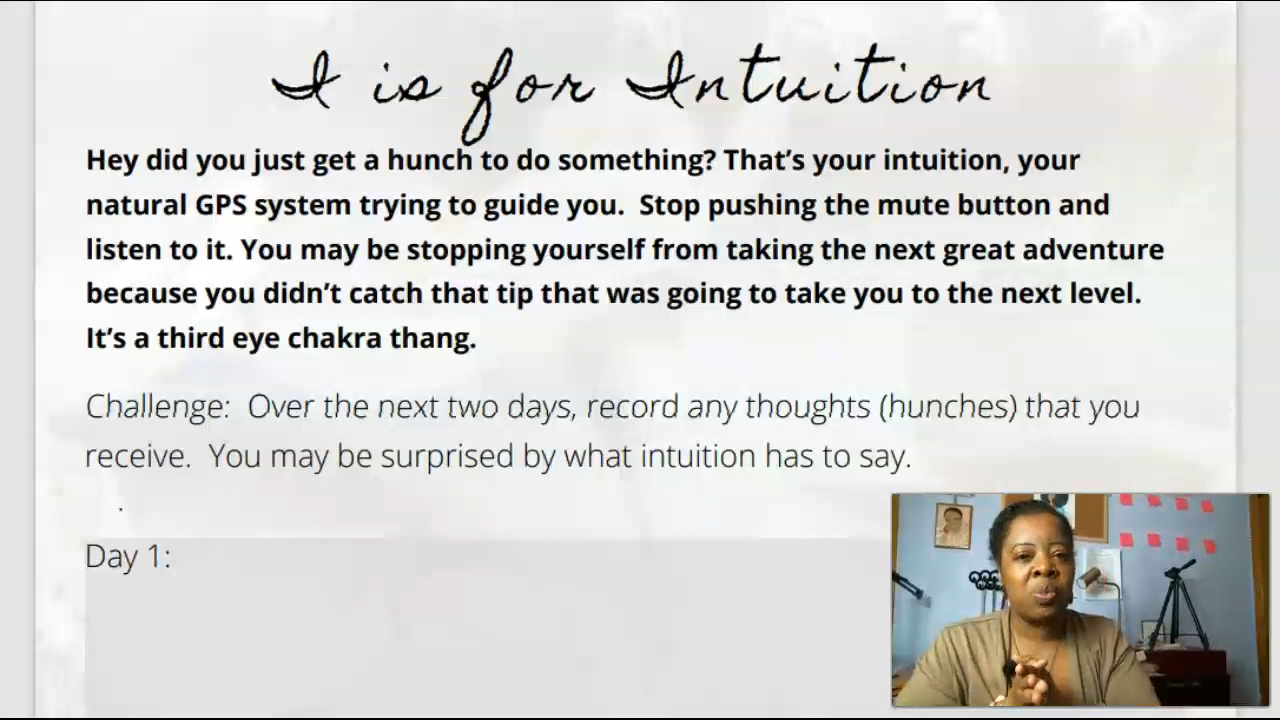 I is for Intuition
Hey did you just get a hunch to do something? That's your intuition, your
natural GPS system trying to guide you.  Stop pushing the mute button and
listen to it. You may be stopping yourself from taking the next great adventure
because you didn't catch that tip that was going to take you to the next level.
It's a third eye chakra thang.
Challenge:  Over the next two days, record any thoughts (hunches) that you
receive.  You may be surprised by what intuition has to say.
.
Day 1: